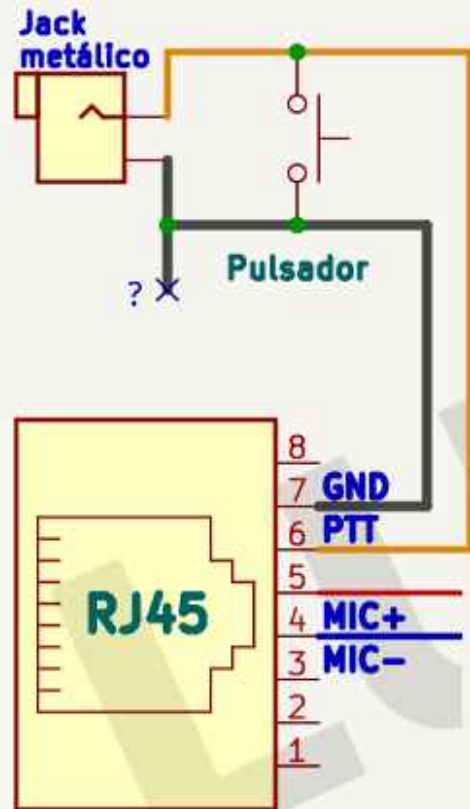 Jack
metálico
Pulsador
?
8
7 GND
6 PTT
5
4 MIC+
3 MIC-
2
1
RJ45